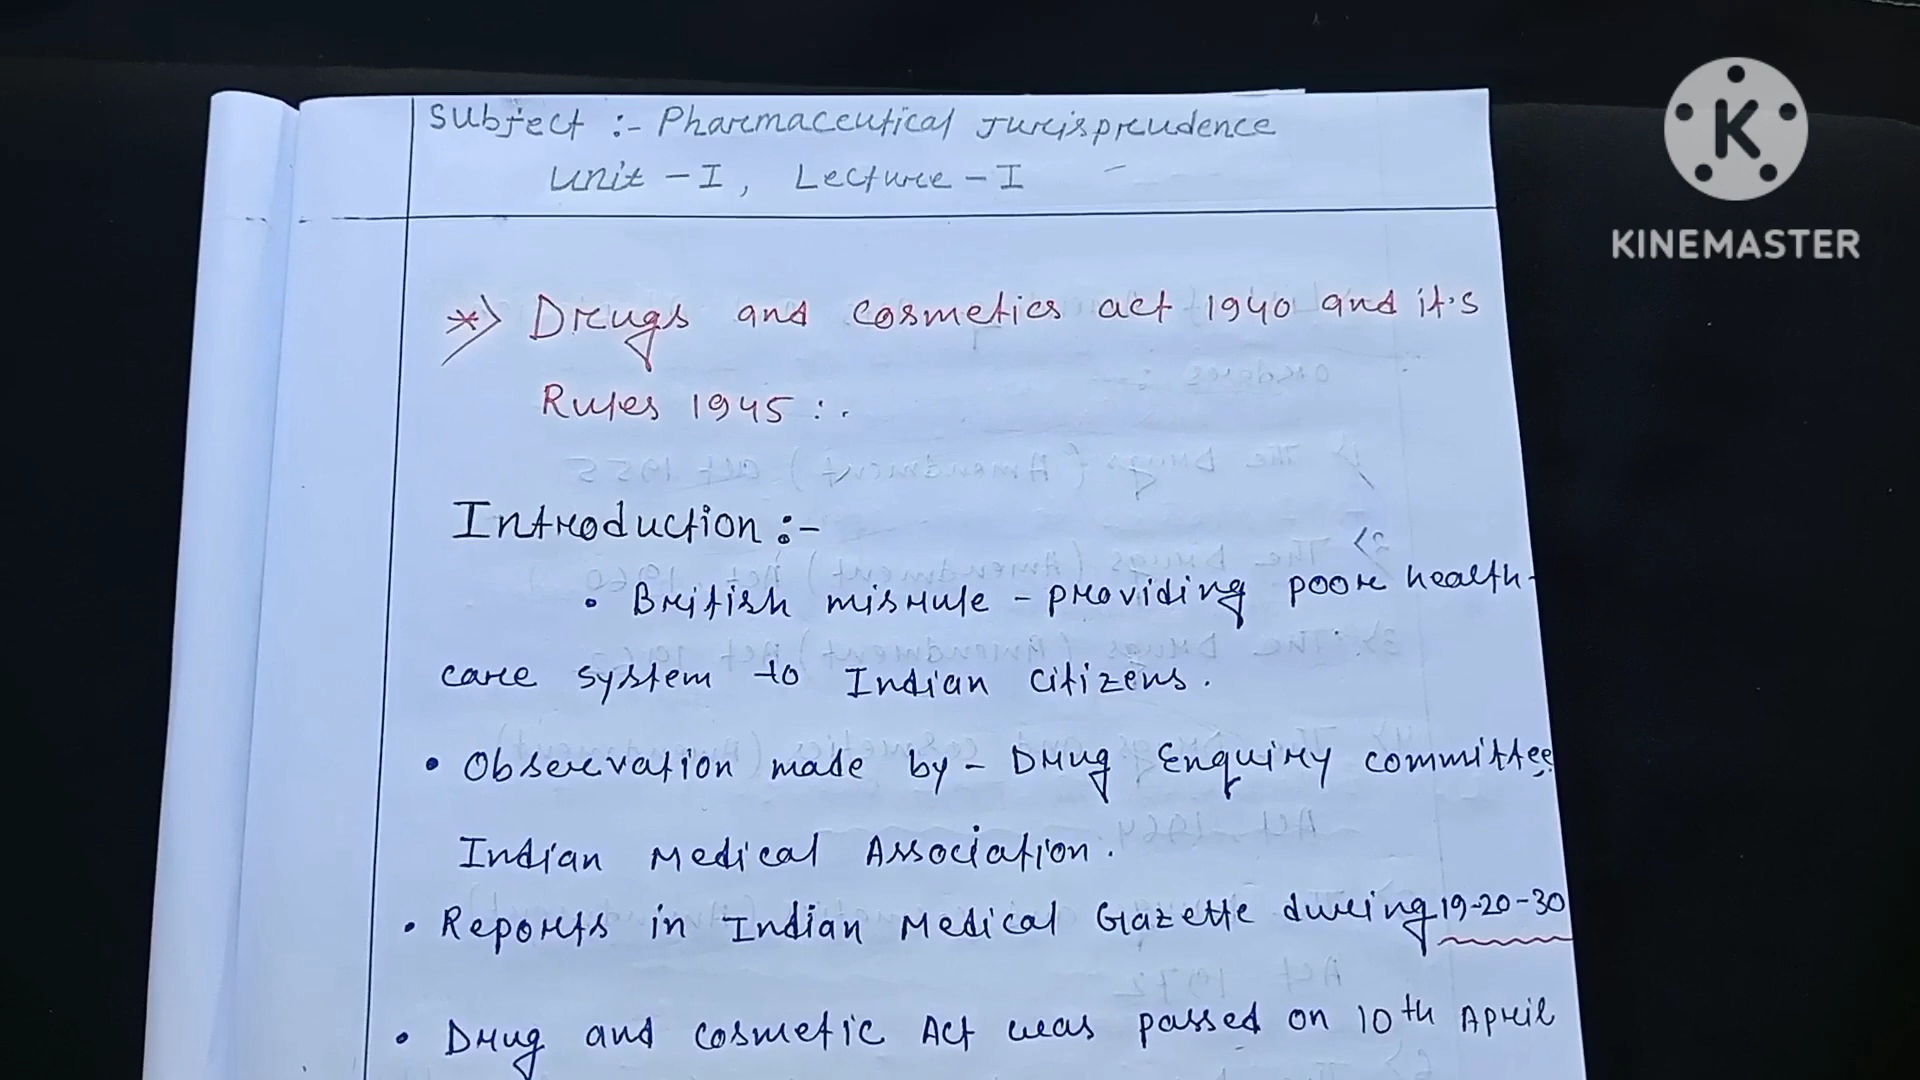 Subject :- Pharmaceutical Jurisprudence
Unit - I, Lecture - I
KINEMASTER
*> Drugs and cosmetics act 1940 and it's
Rules 1945 :.
Introduction :-
• British misrule - providing poor health-
care system to Indian citizens.
• Observation made by - Drug Enquiry committee
Indian Medical Association.
• Reports in Indian Medical Gazette during 19-20-30
• Drug and cosmetic Act was passed on 10th April